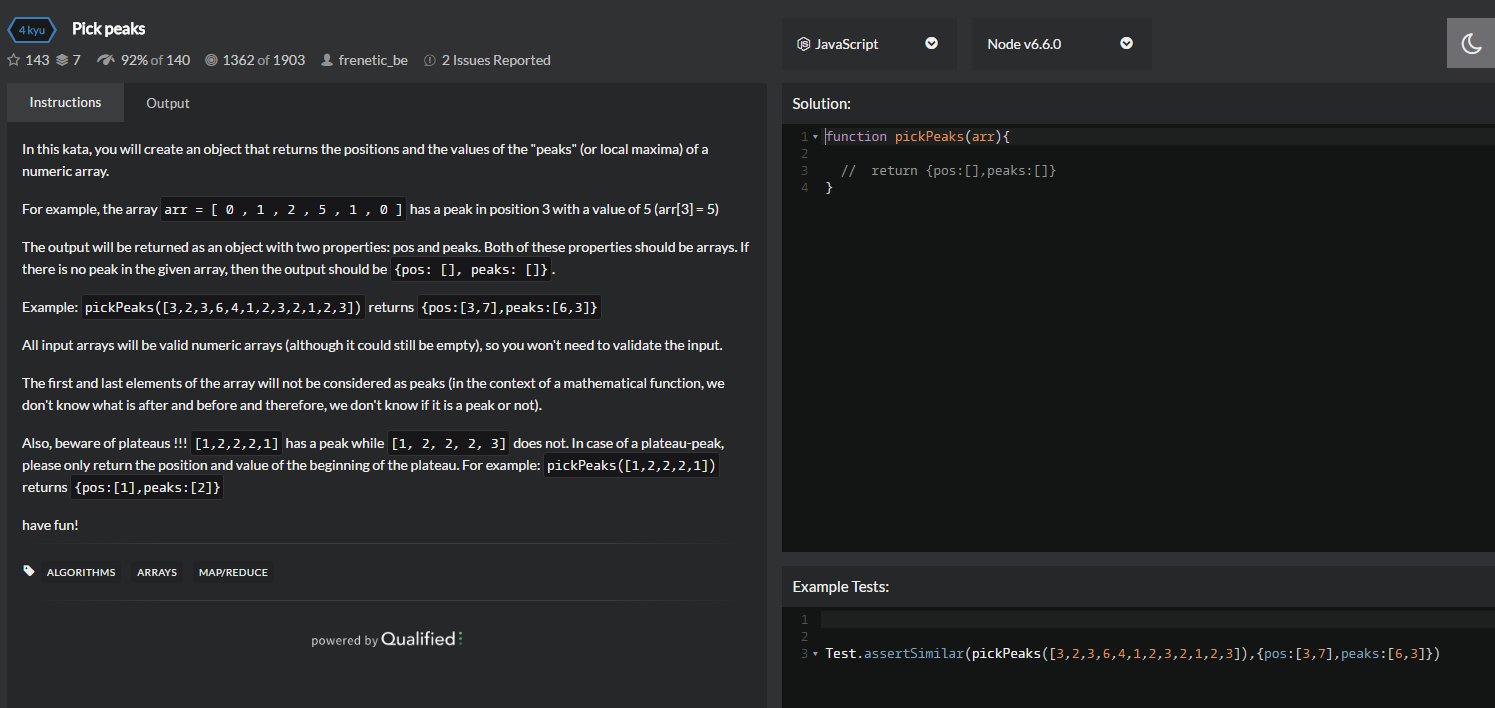 4 kyu Pick peaks
143 7 92% of 140 1362 of 1903 frenetic_be 2 Issues Reported
Instructions Output
In this kata, you will create an object that returns the positions and the values of the "peaks" (or local maxima) of a
numeric array.
For example, the array arr = [ 0 , 1 , 2 , 5 , 1 , 0 ] has a peak in position 3 with a value of 5 (arr[3] = 5)
The output will be returned as an object with two properties: pos and peaks. Both of these properties should be arrays. If
there is no peak in the given array, then the output should be {pos: [], peaks: []}.
Example: pickPeaks([3,2,3,6,4,1,2,3,2,1,2,3]) returns {pos:[3,7],peaks:[6,3]}
All input arrays will be valid numeric arrays (although it could still be empty), so you won't need to validate the input.
The first and last elements of the array will not be considered as peaks (in the context of a mathematical function, we
don't know what is after and before and therefore, we don't know if it is a peak or not).
Also, beware of plateaus !!! [1,2,2,2,1] has a peak while [1, 2, 2, 2, 3] does not. In case of a plateau-peak,
please only return the position and value of the beginning of the plateau. For example: pickPeaks([1,2,2,2,1])
returns {pos:[1],peaks:[2]}
have fun!
ALGORITHMS ARRAYS MAP/REDUCE
powered by Qualified
JS JavaScript Node v6.6.0
Solution:
1 function pickPeaks(arr){
2
3 // return {pos:[],peaks:[]}
4 }
Example Tests:
1
2
3 Test.assertSimilar(pickPeaks([3,2,3,6,4,1,2,3,2,1,2,3]),{pos:[3,7],peaks:[6,3]})